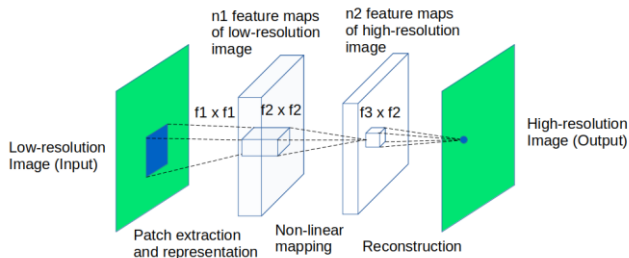 n1 feature maps
of low-resolution
image
n2 feature maps
of high-resolution
image
f1 x f1
f2 x f2
f3 x f2
Low-resolution
Image (Input)
High-resolution
Image (Output)
Patch extraction
and representation
Non-linear
mapping
Reconstruction